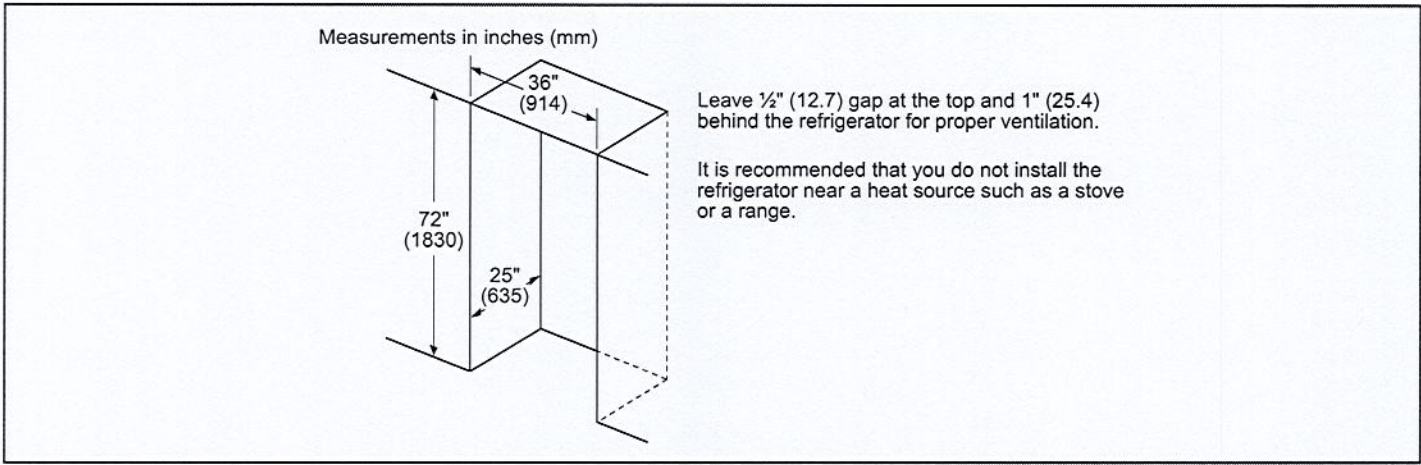 Measurements in inches (mm)
36"
(914)
Leave ½" (12.7) gap at the top and 1" (25.4)
behind the refrigerator for proper ventilation.
It is recommended that you do not install the
refrigerator near a heat source such as a stove
or a range.
72"
(1830)
25"
(635)